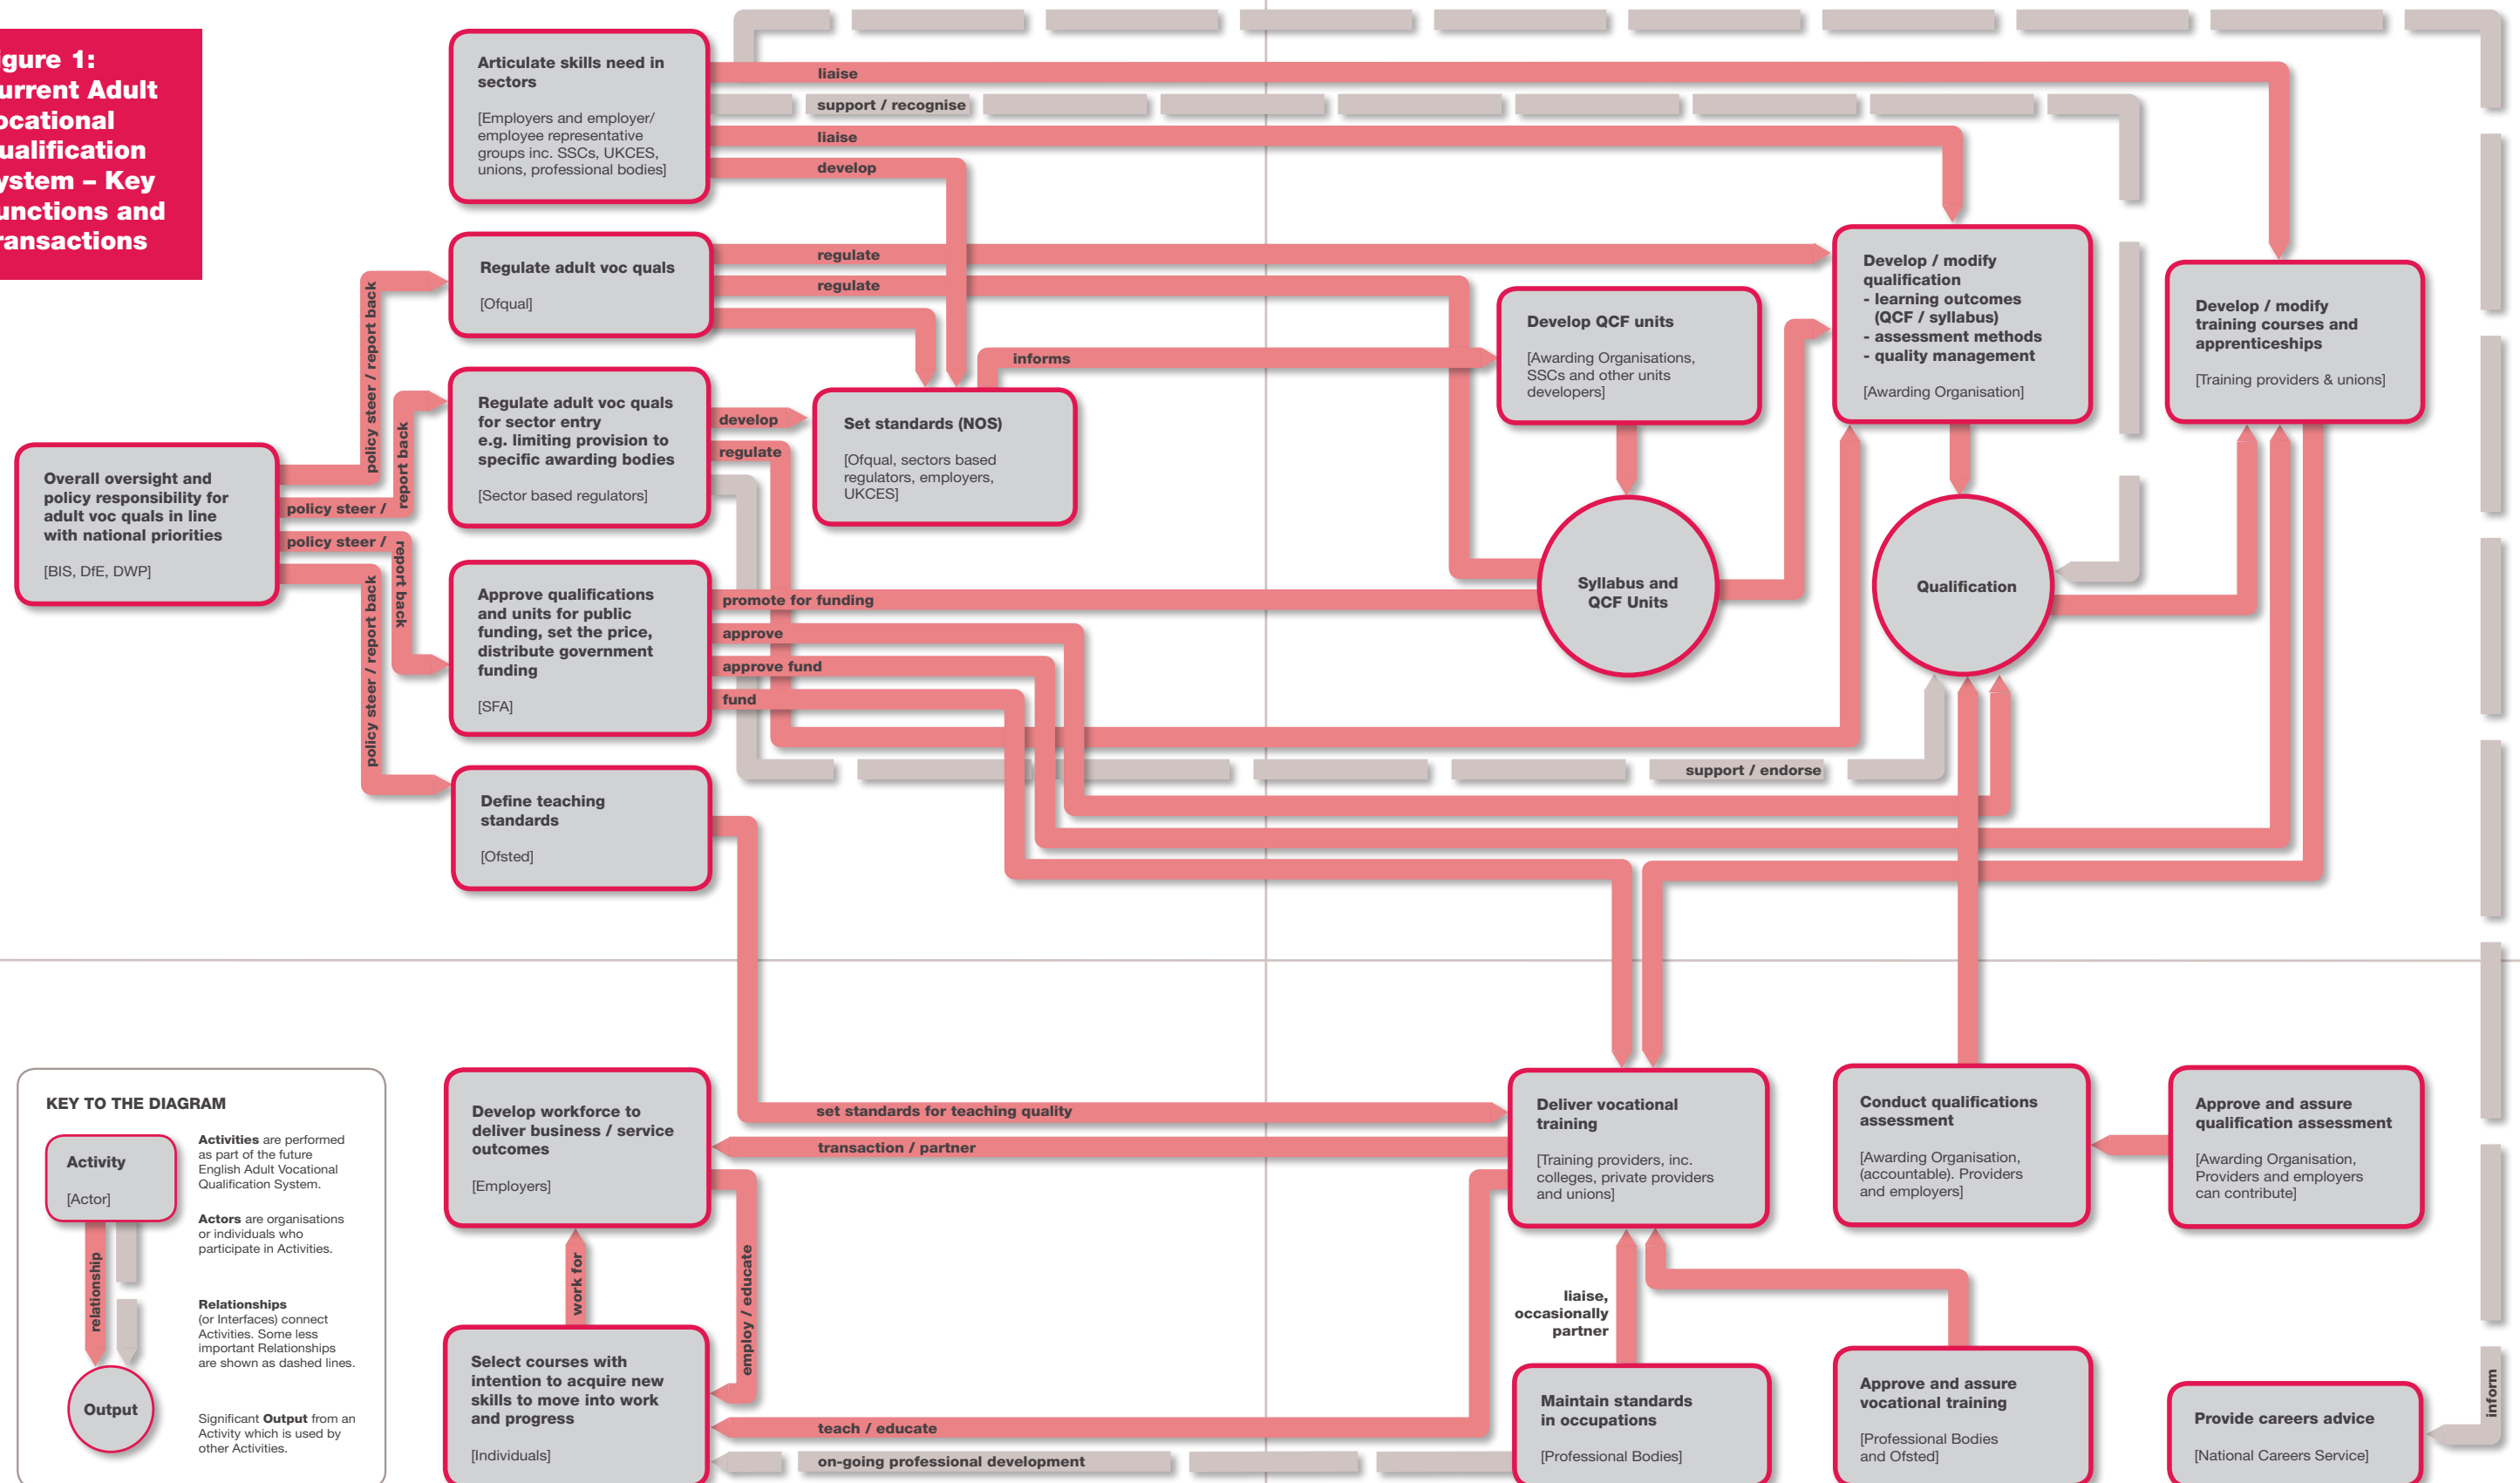 igure 1:
urrent Adult
ocational
ualification
ystem – Key
unctions and
ransactions
Articulate skills need in
sectors
[Employers and employer/
employee representative
groups inc. SSCs, UKCES,
unions, professional bodies]
liaise
support / recognise
liaise
develop
Regulate adult voc quals
[Ofqual]
regulate
regulate
policy steer / report back
report back
policy steer /
policy steer /
report back
policy steer / report back
Overall oversight and
policy responsibility for
adult voc quals in line
with national priorities
[BIS, DfE, DWP]
Regulate adult voc quals
for sector entry
e.g. limiting provision to
specific awarding bodies
[Sector based regulators]
develop
regulate
informs
Set standards (NOS)
[Ofqual, sectors based
regulators, employers,
UKCES]
Develop QCF units
[Awarding Organisations,
SSCs and other units
developers]
Develop / modify
qualification
- learning outcomes
(QCF / syllabus)
- assessment methods
- quality management
[Awarding Organisation]
Develop / modify
training courses and
apprenticeships
[Training providers & unions]
Approve qualifications
and units for public
funding, set the price,
distribute government
funding
[SFA]
promote for funding
approve
approve fund
fund
Syllabus and
QCF Units
Qualification
support / endorse
Define teaching
standards
[Ofsted]
KEY TO THE DIAGRAM
Activity
[Actor]
relationship
Output
Activities are performed
as part of the future
English Adult Vocational
Qualification System.
Actors are organisations
or individuals who
participate in Activities.
Relationships
(or Interfaces) connect
Activities. Some less
important Relationships
are shown as dashed lines.
Significant Output from an
Activity which is used by
other Activities.
Develop workforce to
deliver business / service
outcomes
[Employers]
set standards for teaching quality
transaction / partner
work for
employ / educate
Deliver vocational
training
[Training providers, inc.
colleges, private providers
and unions]
Conduct qualifications
assessment
[Awarding Organisation,
(accountable). Providers
and employers]
Approve and assure
qualification assessment
[Awarding Organisation,
Providers and employers
can contribute]
liaise,
occasionally
partner
Select courses with
intention to acquire new
skills to move into work
and progress
[Individuals]
teach / educate
on-going professional development
Maintain standards
in occupations
[Professional Bodies]
Approve and assure
vocational training
[Professional Bodies
and Ofsted]
Provide careers advice
[National Careers Service]
inform